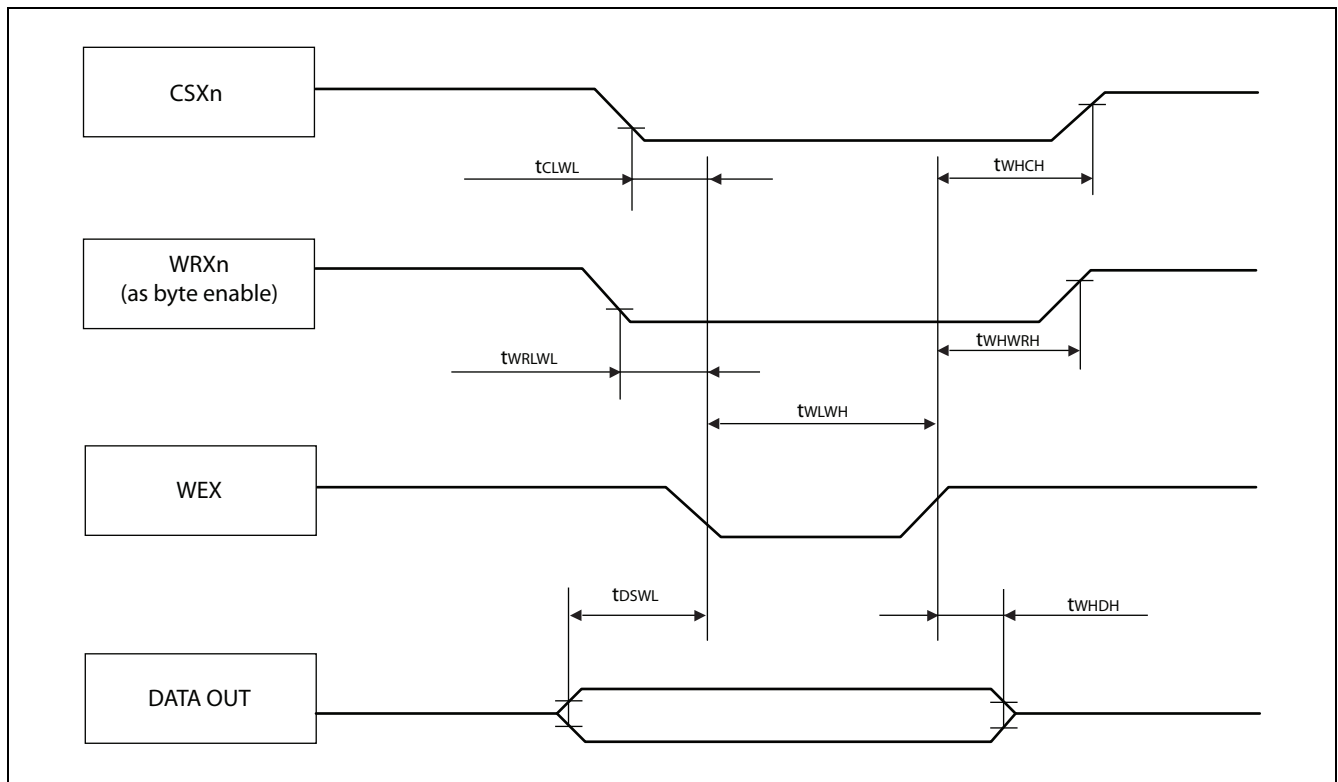 CSXn
tCLWL
tWHCH
WRXn
(as byte enable)
tWRLWL
tWHWRH
tWLWH
WEX
tDSWL
tWHDH
DATA OUT